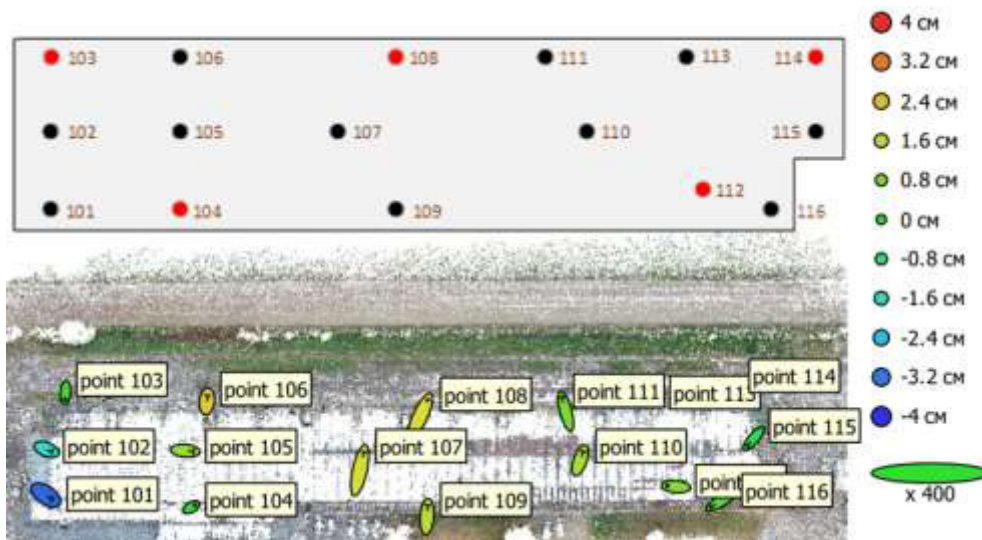 103
106
108
111
113
114
102
105
107
110
115
101
104
109
112
116
4 см
3.2 см
2.4 см
1.6 см
0.8 см
0 см
-0.8 см
-1.6 см
-2.4 см
-3.2 см
-4 см
x 400
point 103
point 106
point 108
point 111
point 113
point 114
point 102
point 105
point 107
point 110
point 115
point 101
point 104
point 109
point 116